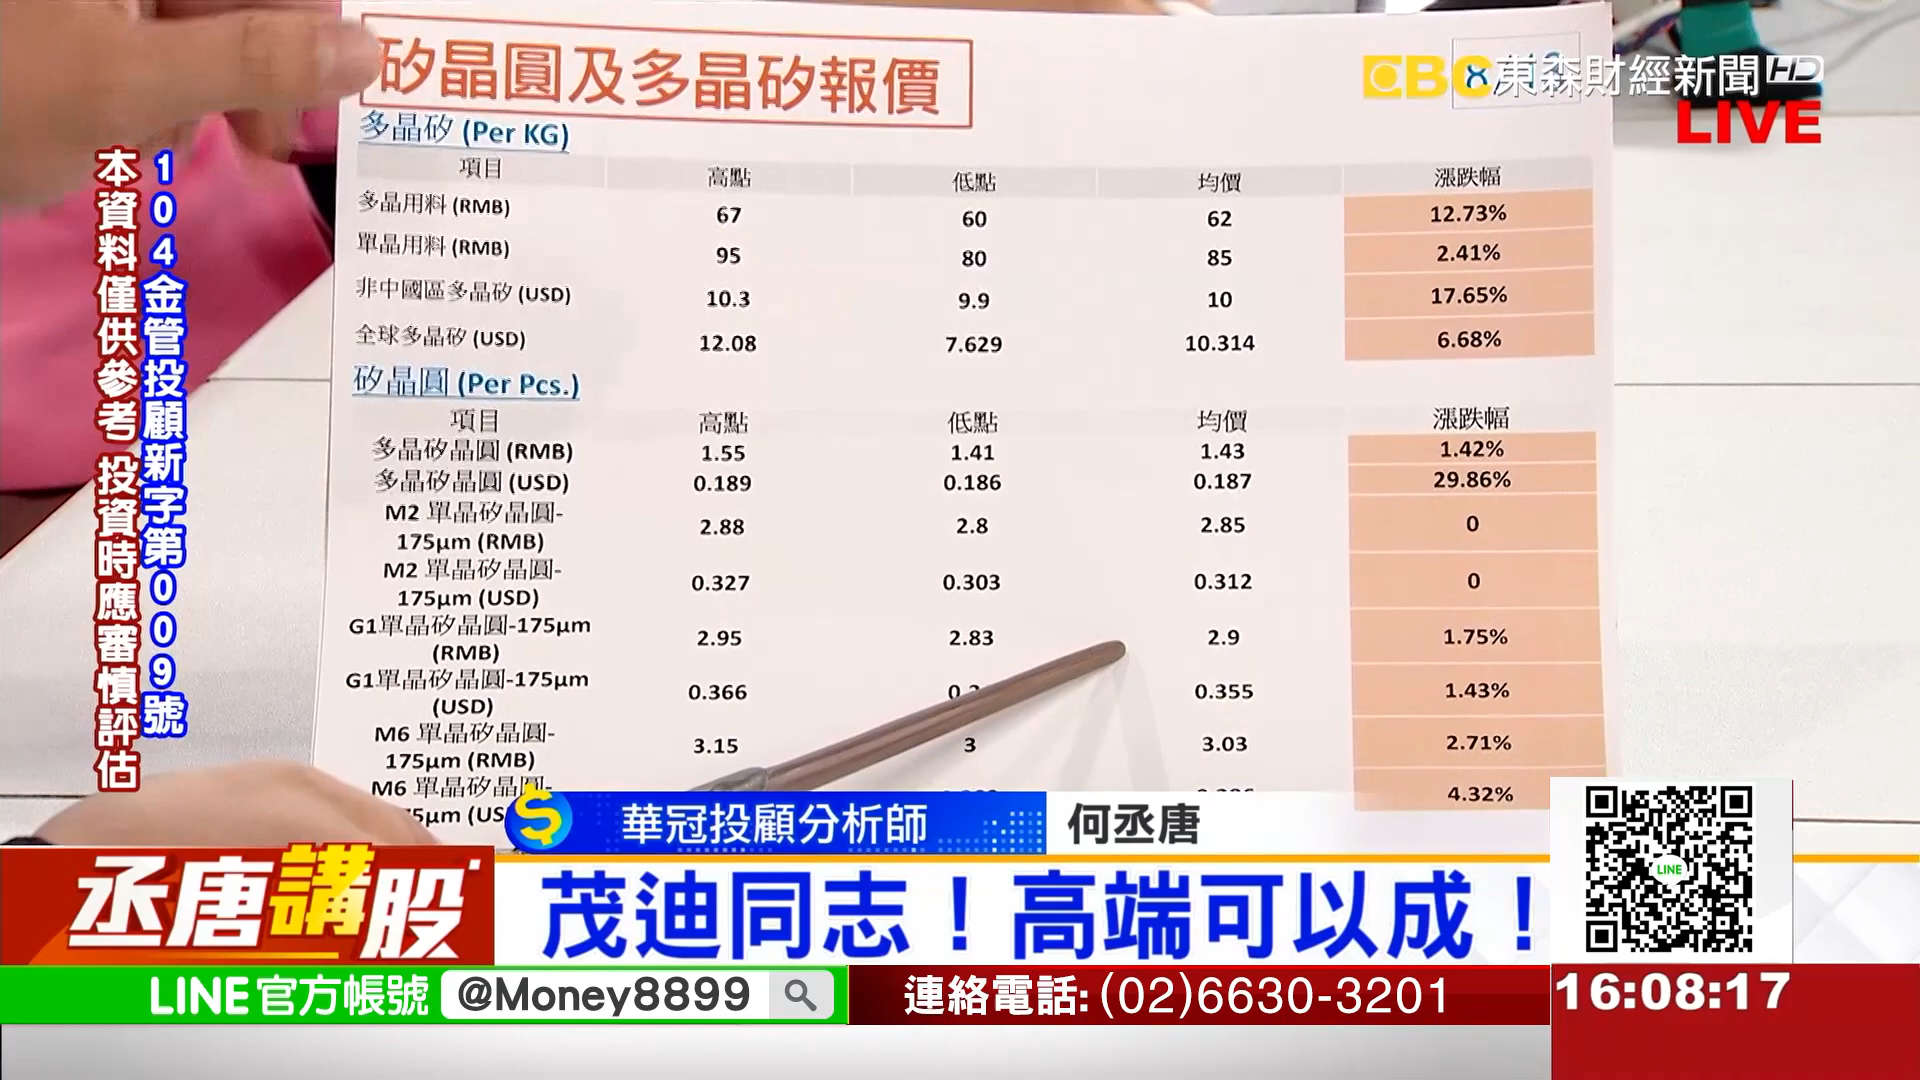 矽晶圓及多晶矽報價
EBC 東森財經新聞 HD
LIVE
多晶矽 (Per KG)
項目 高點 低點 均價 漲跌幅
多晶用料 (RMB) 67 60 62 12.73%
單晶用料 (RMB) 95 80 85 2.41%
非中國區多晶矽 (USD) 10.3 9.9 10 17.65%
全球多晶矽 (USD) 12.08 7.629 10.314 6.68%
矽晶圓 (Per Pcs.)
項目 高點 低點 均價 漲跌幅
多晶矽晶圓 (RMB) 1.55 1.41 1.43 1.42%
多晶矽晶圓 (USD) 0.189 0.186 0.187 29.86%
M2 單晶矽晶圓-
175μm (RMB) 2.88 2.8 2.85 0
M2 單晶矽晶圓-
175μm (USD) 0.327 0.303 0.312 0
G1單晶矽晶圓-175μm
(RMB) 2.95 2.83 2.9 1.75%
G1單晶矽晶圓-175μm
(USD) 0.366 0.355 1.43%
M6 單晶矽晶圓-
175μm (RMB) 3.15 3 3.03 2.71%
M6 單晶矽晶圓-
5μm (US 4.32%
104金管投顧新字第009號
本資料僅供參考 投資時應審慎評估
華冠投顧分析師 何丞唐
丞唐講股
茂迪同志！高端可以成！
LINE
LINE官方帳號 @Money8899
連絡電話:(02)6630-3201
16:08:17